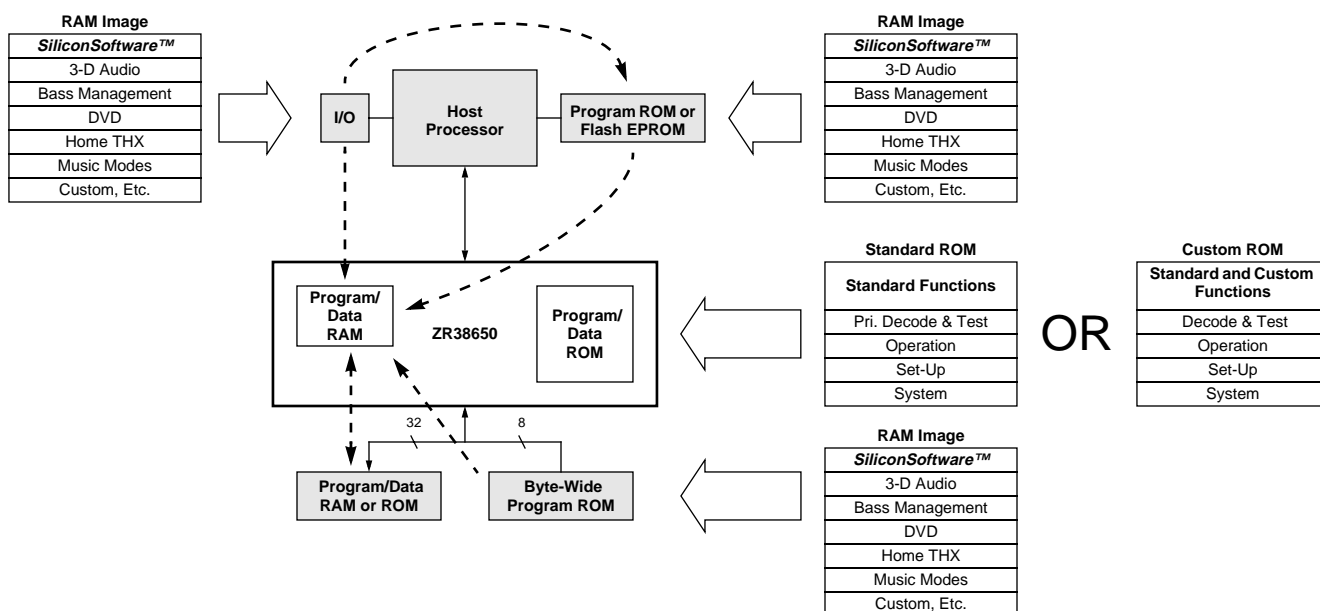 RAM Image
SiliconSoftware™
3-D Audio
Bass Management
DVD
Home THX
Music Modes
Custom, Etc.
I/O
Host
Processor
Program ROM or
Flash EPROM
RAM Image
SiliconSoftware™
3-D Audio
Bass Management
DVD
Home THX
Music Modes
Custom, Etc.
Program/
Data
RAM
ZR38650
Program/
Data
ROM
Standard ROM
Standard Functions
Pri. Decode & Test
Operation
Set-Up
System
OR
Custom ROM
Standard and Custom
Functions
Decode & Test
Operation
Set-Up
System
32
8
Program/Data
RAM or ROM
Byte-Wide
Program ROM
RAM Image
SiliconSoftware™
3-D Audio
Bass Management
DVD
Home THX
Music Modes
Custom, Etc.